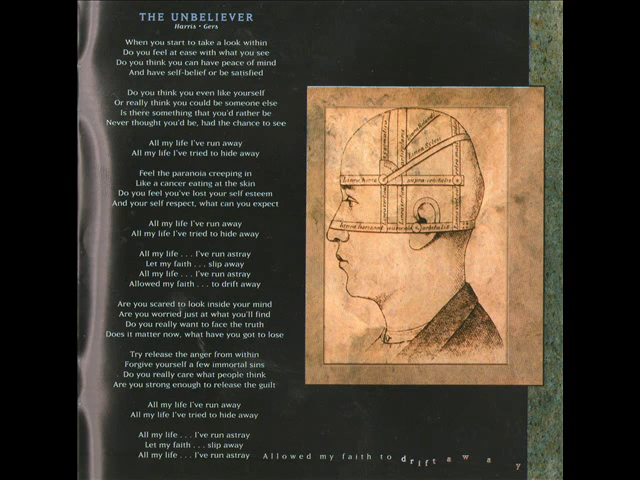 THE UNBELIEVER
Harris • Gers
When you start to take a look within
Do you feel at ease with what you see
Do you think you can have peace of mind
And have self-belief or be satisfied
Do you think you even like yourself
Or really think you could be someone else
Is there something that you'd rather be
Never thought you'd be, had the chance to see
All my life I've run away
All my life I've tried to hide away
Feel the paranoia creeping in
Like a cancer eating at the skin
Do you feel you've lost your self esteem
And your self respect, what can you expect
All my life I've run away
All my life I've tried to hide away
All my life . . . I've run astray
Let my faith . . . slip away
All my life . . . I've run astray
Allowed my faith . . . to drift away
Are you scared to look inside your mind
Are you worried just at what you'll find
Do you really want to face the truth
Does it matter now, what have you got to lose
Try release the anger from within
Forgive yourself a few immortal sins
Do you really care what people think
Are you strong enough to release the guilt
All my life I've run away
All my life I've tried to hide away
All my life . . . I've run astray
Let my faith . . . slip away
All my life . . . I've run astray Allowed my faith to drift away